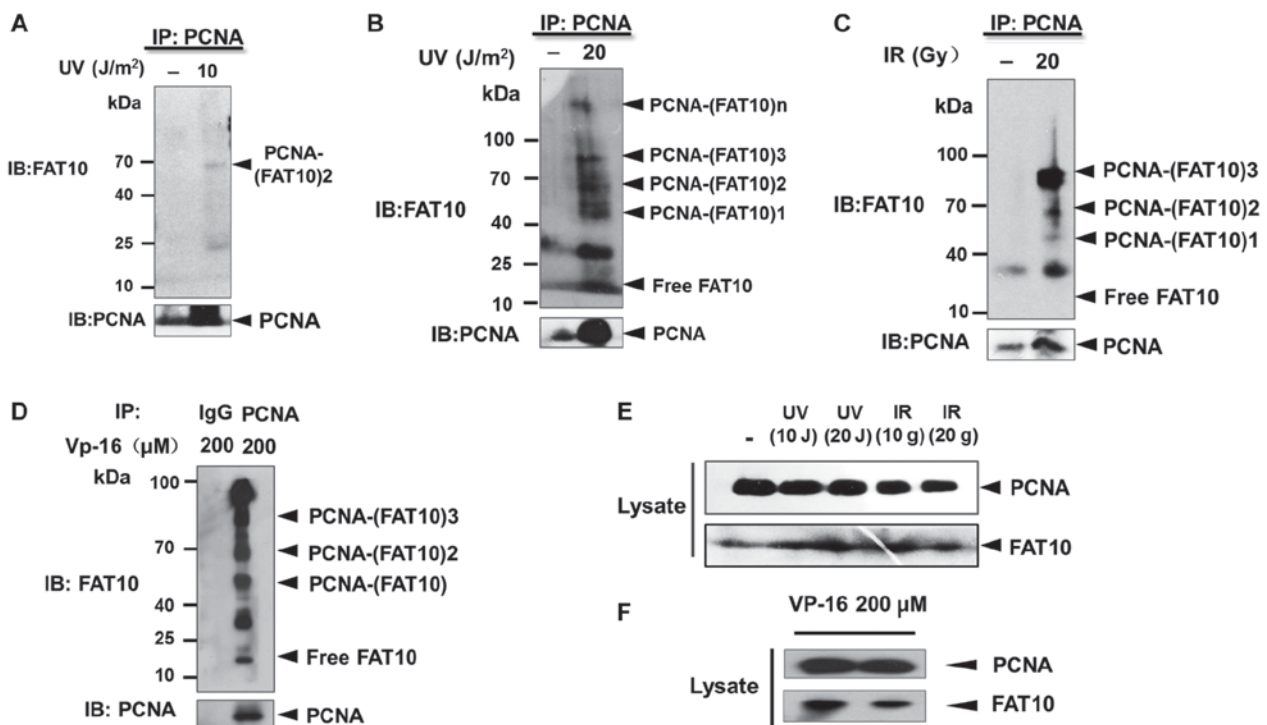 A
IP: PCNA
UV (J/m²) – 10
kDa
70
40
25
10
IB:FAT10
PCNA-
(FAT10)2
IB:PCNA
PCNA
B
IP: PCNA
UV (J/m²) – 20
kDa
100
70
40
25
10
IB:FAT10
PCNA-(FAT10)n
PCNA-(FAT10)3
PCNA-(FAT10)2
PCNA-(FAT10)1
Free FAT10
IB:PCNA
PCNA
C
IP: PCNA
IR (Gy) – 20
kDa
100
70
40
10
IB:FAT10
PCNA-(FAT10)3
PCNA-(FAT10)2
PCNA-(FAT10)1
Free FAT10
IB:PCNA
PCNA
D
IP: IgG PCNA
Vp-16 (μM) 200 200
kDa
100
70
40
25
10
IB: FAT10
PCNA-(FAT10)3
PCNA-(FAT10)2
PCNA-(FAT10)
Free FAT10
IB: PCNA
PCNA
E
UV UV IR IR
- (10 J) (20 J) (10 g) (20 g)
Lysate
PCNA
FAT10
F
VP-16 200 μM
Lysate
PCNA
FAT10